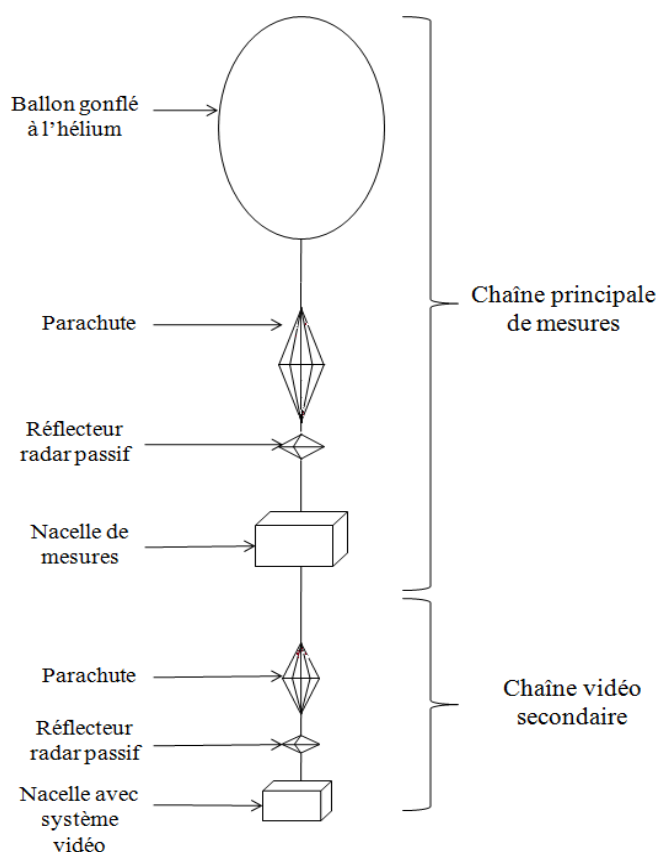 Ballon gonflé
à l’hélium
Parachute
Réflecteur
radar passif
Nacelle de
mesures
Chaîne principale
de mesures
Parachute
Réflecteur
radar passif
Nacelle avec
système
vidéo
Chaîne vidéo
secondaire